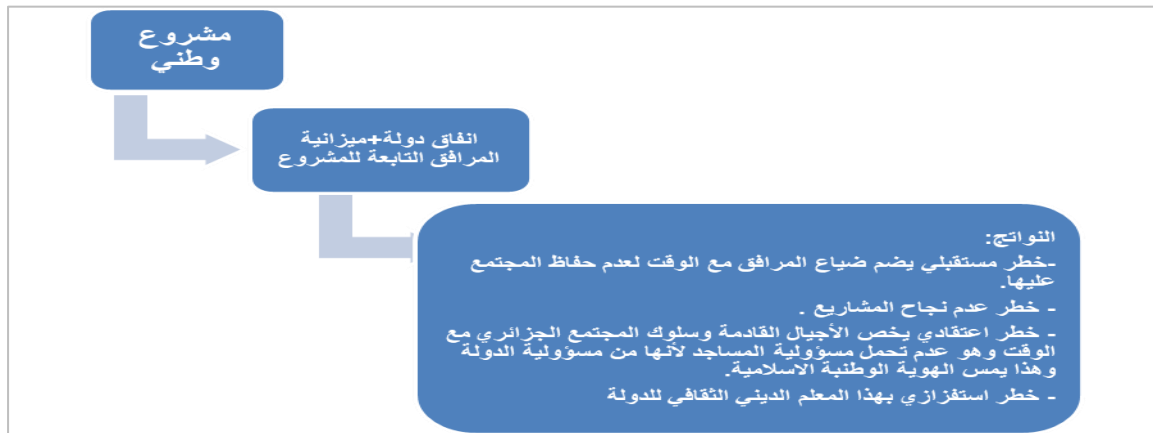 مشروع
وطني
انفاق دولة+ميزانية
المرافق التابعة للمشروع
النواتج:
-خطر مستقبلي يضم ضياع المرافق مع الوقت لعدم حفاظ المجتمع
عليها.
- خطر عدم نجاح المشاريع .
- خطر اعتقادي يخص الأجيال القادمة وسلوك المجتمع الجزائري مع
الوقت وهو عدم تحمل مسؤولية المساجد لأنها من مسؤولية الدولة
وهذا يمس الهوية الوطنية الاسلامية.
- خطر استفزازي بهذا المعلم الديني الثقافي للدولة